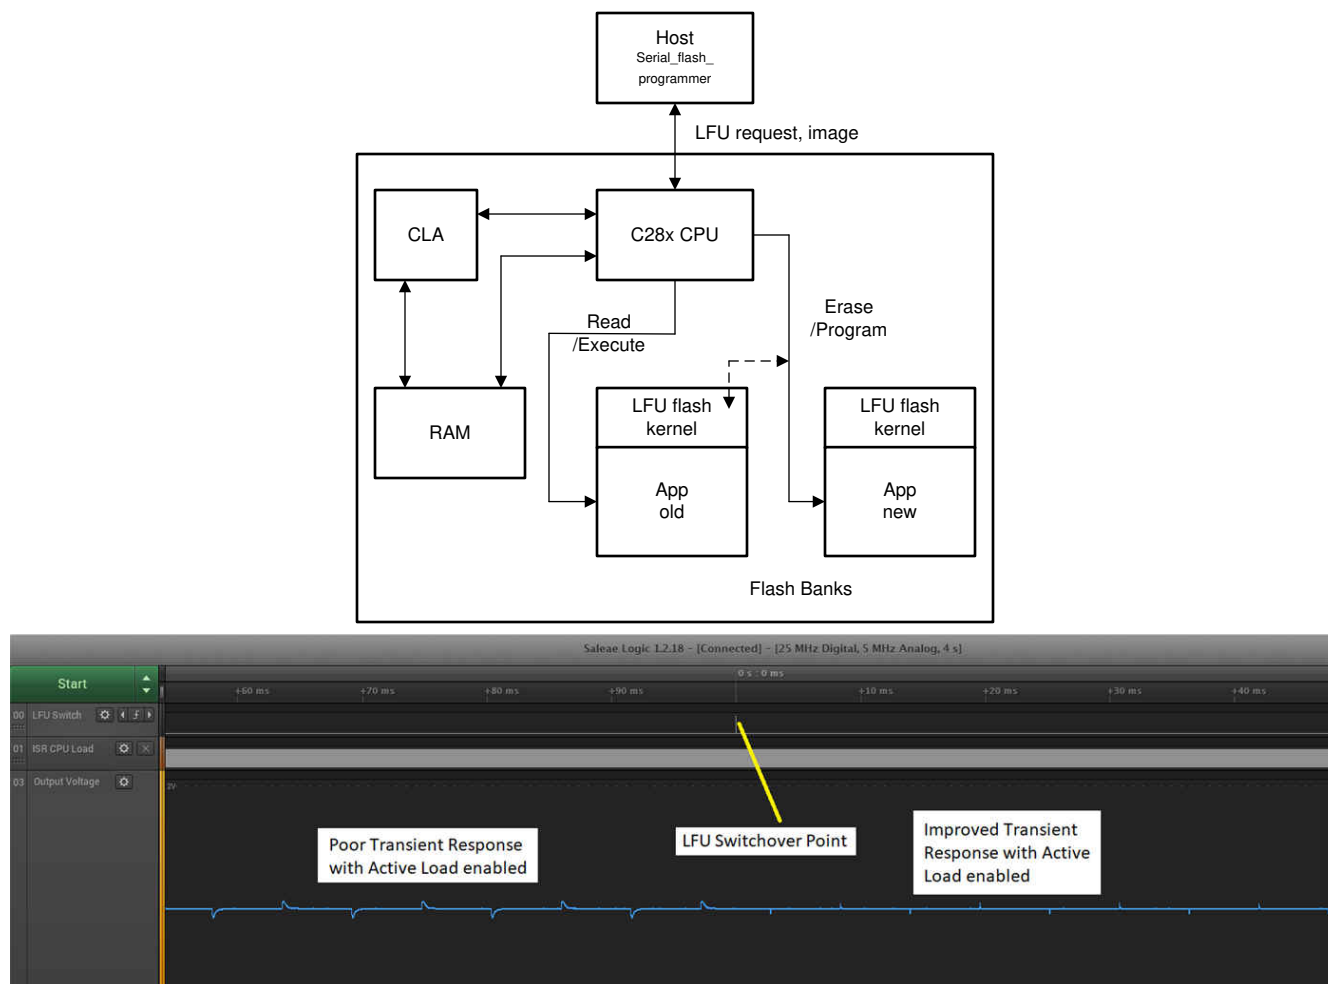 Host
Serial_flash_
programmer
LFU request, image
CLA
C28x CPU
Read
/Execute
Erase
/Program
RAM
LFU flash
kernel
App
old
LFU flash
kernel
App
new
Flash Banks
Saleae Logic 1.2.18 - [Connected] - [25 MHz Digital, 5 MHz Analog, 4 s]
Start
0 s : 0 ms
+60 ms
+70 ms
+80 ms
+90 ms
+10 ms
+20 ms
+30 ms
+40 ms
00 LFU Switch
01 ISR CPU Load
03 Output Voltage
2V
Poor Transient Response
with Active Load enabled
LFU Switchover Point
Improved Transient
Response with Active
Load enabled